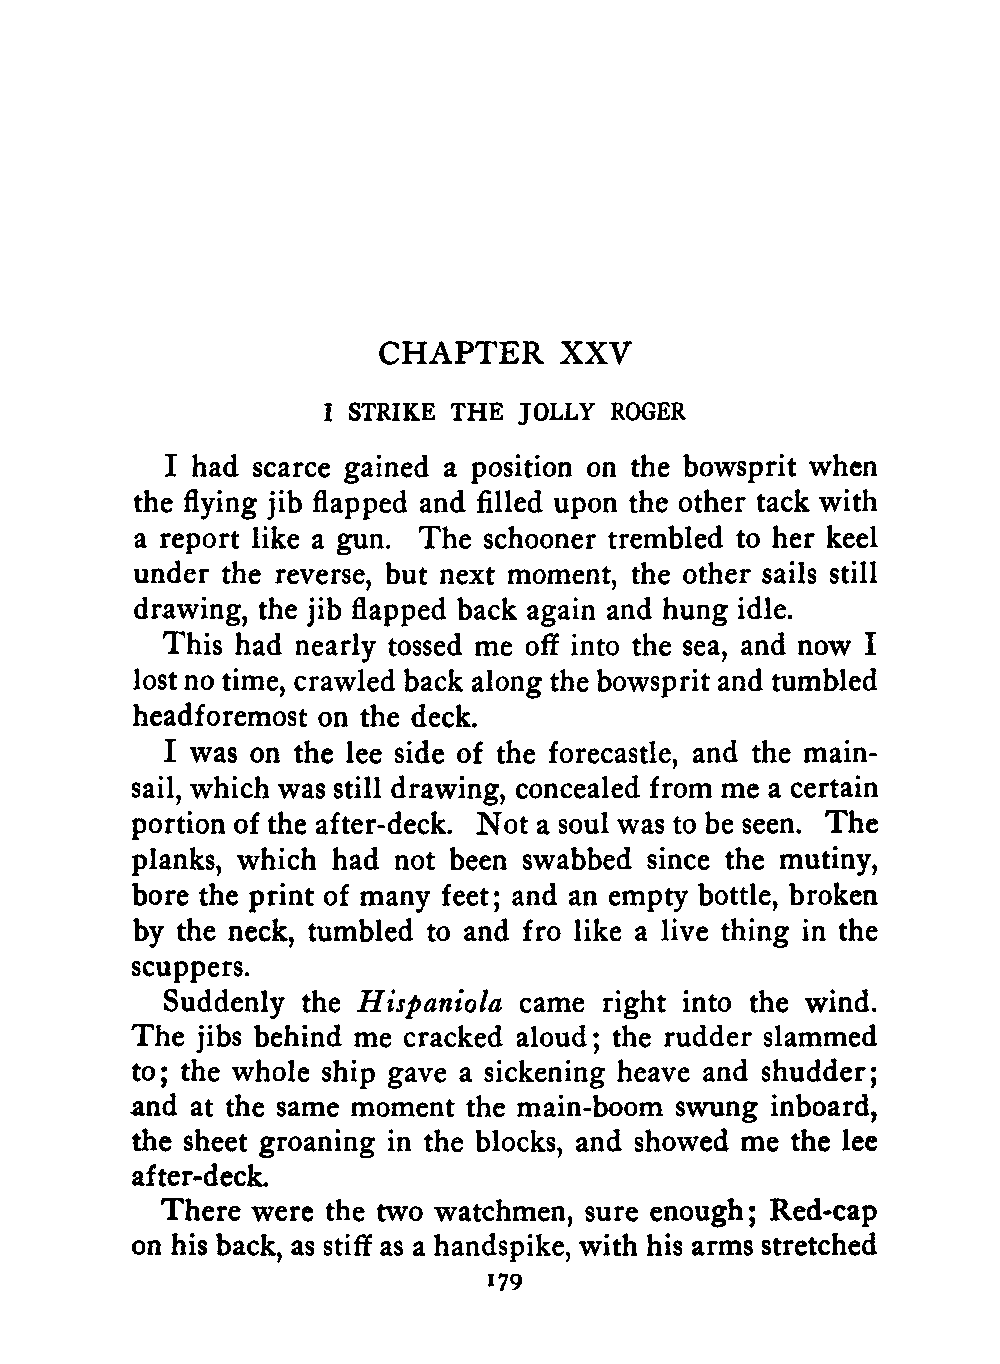 CHAPTER XXV
I STRIKE THE JOLLY ROGER
I had scarce gained a position on the bowsprit when
the flying jib flapped and filled upon the other tack with
a report like a gun. The schooner trembled to her keel
under the reverse, but next moment, the other sails still
drawing, the jib flapped back again and hung idle.
This had nearly tossed me off into the sea, and now I
lost no time, crawled back along the bowsprit and tumbled
headforemost on the deck.
I was on the lee side of the forecastle, and the main-
sail, which was still drawing, concealed from me a certain
portion of the after-deck. Not a soul was to be seen. The
planks, which had not been swabbed since the mutiny,
bore the print of many feet; and an empty bottle, broken
by the neck, tumbled to and fro like a live thing in the
scuppers.
Suddenly the Hispaniola came right into the wind.
The jibs behind me cracked aloud; the rudder slammed
to; the whole ship gave a sickening heave and shudder;
and at the same moment the main-boom swung inboard,
the sheet groaning in the blocks, and showed me the lee
after-deck.
There were the two watchmen, sure enough; Red-cap
on his back, as stiff as a handspike, with his arms stretched
179